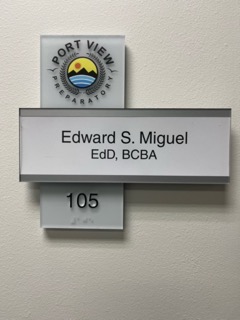 PORT VIEW
PREPARATORY
Edward S. Miguel
EdD, BCBA
105